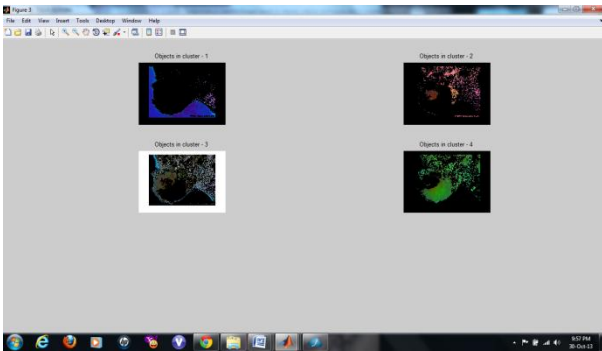 Figure 3
File Edit View Insert Tools Desktop Window Help
Objects in cluster - 1
Objects in cluster - 2
Objects in cluster - 3
Objects in cluster - 4
9:57 PM
30-Oct-13